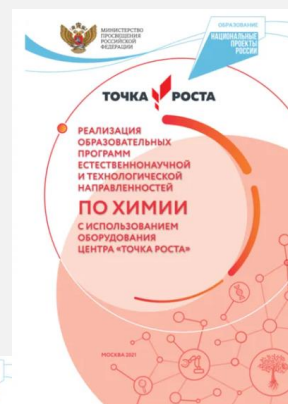 МИНИСТЕРСТВО
ПРОСВЕЩЕНИЯ
РОССИЙСКОЙ
ФЕДЕРАЦИИ
ОБРАЗОВАНИЕ
НАЦИОНАЛЬНЫЕ
ПРОЕКТЫ
РОССИИ
ТОЧКА РОСТА
РЕАЛИЗАЦИЯ
ОБРАЗОВАТЕЛЬНЫХ
ПРОГРАММ
ЕСТЕСТВЕННОНАУЧНОЙ
И ТЕХНОЛОГИЧЕСКОЙ
НАПРАВЛЕННОСТЕЙ
ПО ХИМИИ
С ИСПОЛЬЗОВАНИЕМ
ОБОРУДОВАНИЯ
ЦЕНТРА «ТОЧКА РОСТА»
МОСКВА 2021